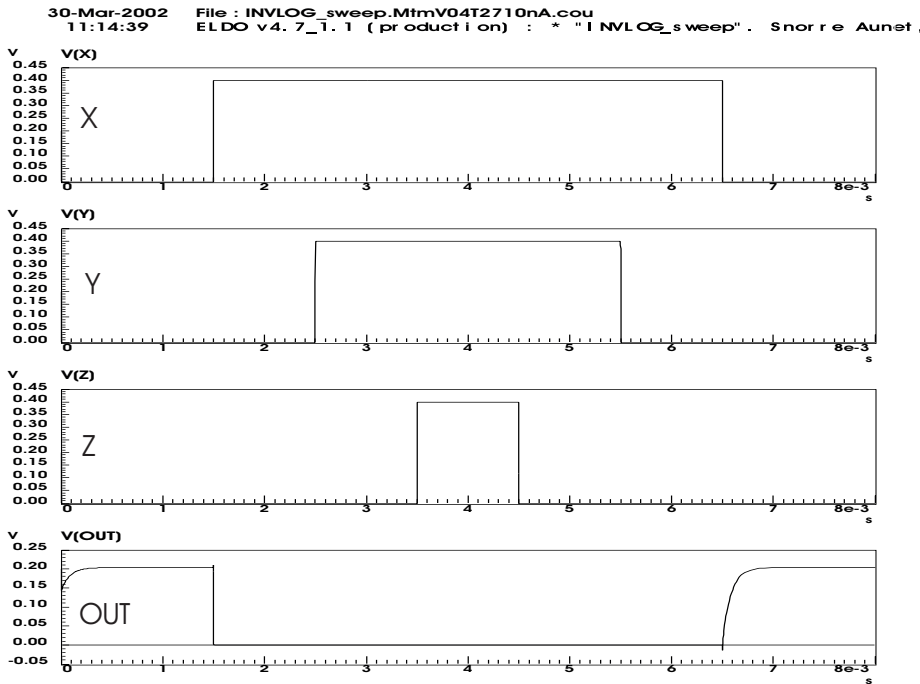 30-Mar-2002 File : INVLOG_sweep.MtmV04T2710nA.cou
11:14:39 ELDO v4.7_1.1 (production) : * "INVLOG_sweep". Snorre Aunet,
V V(X)
0.45
0.40
0.35
0.30
0.25
0.20
0.15
0.10
0.05
0.00
X
0 1 2 3 4 5 6 7 8e-3
s
V V(Y)
0.45
0.40
0.35
0.30
0.25
0.20
0.15
0.10
0.05
0.00
Y
0 1 2 3 4 5 6 7 8e-3
s
V V(Z)
0.45
0.40
0.35
0.30
0.25
0.20
0.15
0.10
0.05
0.00
Z
0 1 2 3 4 5 6 7 8e-3
s
V V(OUT)
0.25
0.20
0.15
0.10
0.05
0.00
-0.05
OUT
0 1 2 3 4 5 6 7 8e-3
s